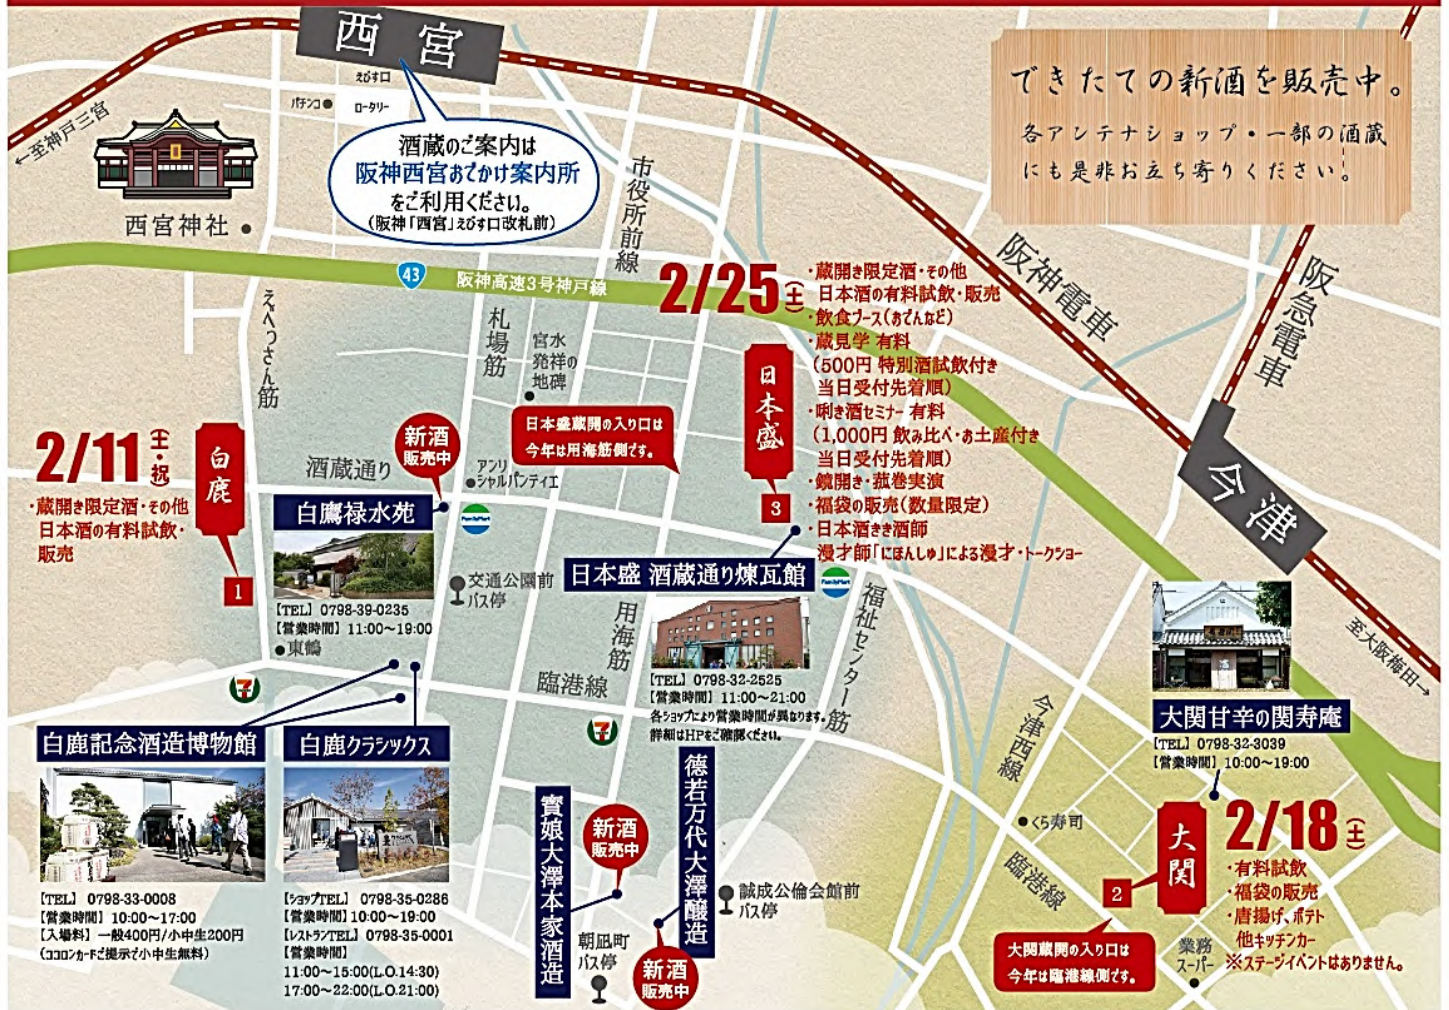 西宮
えびす口
パチンコ
ロータリー
←至神戸三宮
酒蔵のご案内は
阪神西宮おでかけ案内所
をご利用ください。
(阪神「西宮」えびす口改札前)
西宮神社
市役所前線
できたての新酒を販売中。
各アンテナショップ・一部の酒蔵
にも是非お立ち寄りください。
阪神電車
阪急電車
43
阪神高速3号神戸線
2/25(土)
・蔵開き限定酒・その他
日本酒の有料試飲・販売
・飲食ブース(おでんなど)
・蔵見学 有料
(500円 特別酒試飲付き
当日受付先着順)
・唎き酒セミナー 有料
(1,000円 飲み比べ・お土産付き
当日受付先着順)
・鏡開き・菰巻実演
・福袋の販売(数量限定)
・日本酒きき酒師
漫才師「にほんしゅ」による漫才・トークショー
日本盛
3
えべっさん筋
札場筋
宮水
発祥の
地碑
日本盛蔵開の入り口は
今年は用海筋側です。
2/11(土・祝)
・蔵開き限定酒・その他
日本酒の有料試飲・
販売
白鹿
1
酒蔵通り
新酒
販売中
アンリ
シャルパンティエ
白鷹禄水苑
FamilyMart
【TEL】 0798-39-0235
【営業時間】 11:00～19:00
東鶴
交通公園前
バス停
日本盛 酒蔵通り煉瓦館
FamilyMart
【TEL】 0798-32-2525
【営業時間】 11:00～21:00
各ショップにより営業時間が異なります。
詳細はHPをご確認ください。
用海筋
臨港線
福祉センター筋
今津
至大阪梅田→
大関甘辛の関寿庵
【TEL】 0798-32-3039
【営業時間】 10:00～19:00
今津西線
くら寿司
臨港線
大関
2
2/18(土)
・有料試飲
・福袋の販売
・唐揚げ、ポテト
他キッチンカー
※ステージイベントはありません。
大関蔵開の入り口は
今年は臨港線側です。
業務
スーパー
白鹿記念酒造博物館
【TEL】 0798-33-0008
【営業時間】 10:00～17:00
【入場料】 一般400円/小中生200円
(ココロンカードご提示で小中生無料)
白鹿クラシックス
【ショップTEL】 0798-35-0286
【営業時間】 10:00～19:00
【レストランTEL】 0798-35-0001
【営業時間】
11:00～15:00(L.O.14:30)
17:00～22:00(L.O.21:00)
寳娘大澤本家酒造
新酒
販売中
朝凪町
バス停
徳若万代大澤醸造
新酒
販売中
誠成公倫会館前
バス停